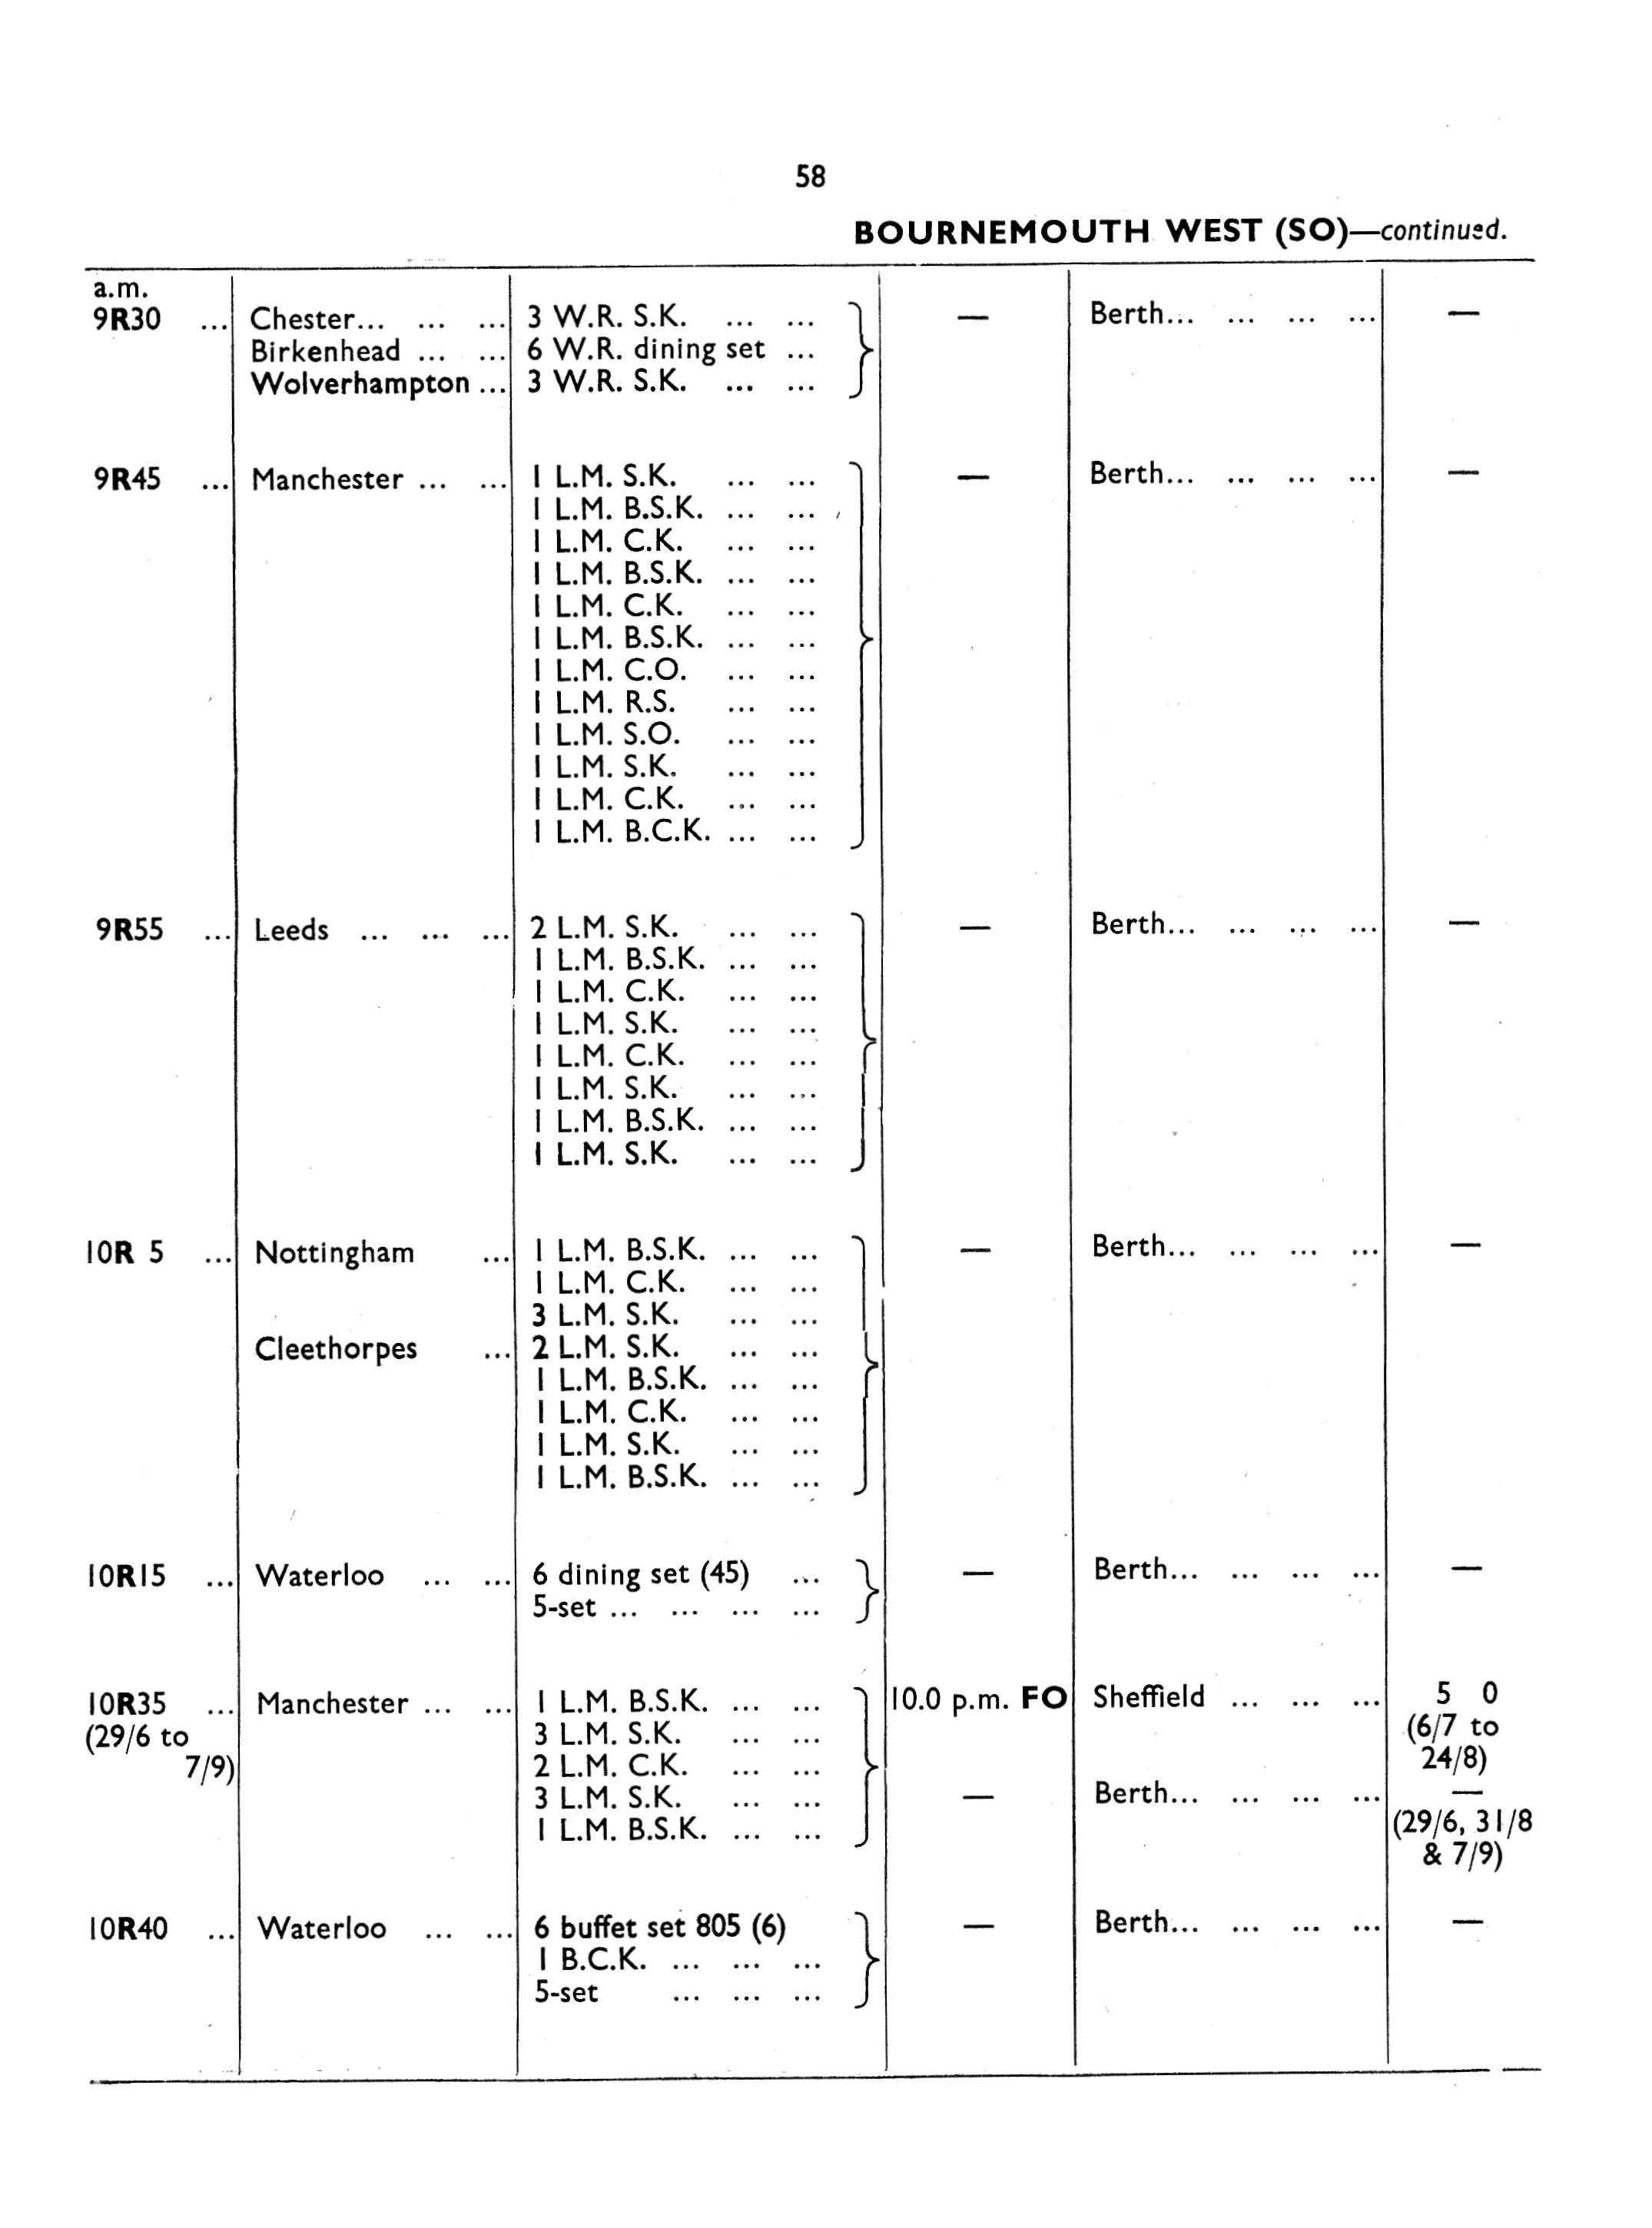 58
BOURNEMOUTH WEST (SO)—continued.
a.m.
9R30 ... Chester... ... ... 3 W.R. S.K. ... ... — Berth... ... ... ... —
Birkenhead ... ... 6 W.R. dining set ...
Wolverhampton ... 3 W.R. S.K. ... ...
9R45 ... Manchester ... ... 1 L.M. S.K. ... ... — Berth... ... ... ... —
1 L.M. B.S.K. ... ...
1 L.M. C.K. ... ...
1 L.M. B.S.K. ... ...
1 L.M. C.K. ... ...
1 L.M. B.S.K. ... ...
1 L.M. C.O. ... ...
1 L.M. R.S. ... ...
1 L.M. S.O. ... ...
1 L.M. S.K. ... ...
1 L.M. C.K. ... ...
1 L.M. B.C.K. ... ...
9R55 ... Leeds ... ... ... 2 L.M. S.K. ... ... — Berth... ... ... ... —
1 L.M. B.S.K. ... ...
1 L.M. C.K. ... ...
1 L.M. S.K. ... ...
1 L.M. C.K. ... ...
1 L.M. S.K. ... ...
1 L.M. B.S.K. ... ...
1 L.M. S.K. ... ...
10R 5 ... Nottingham ... 1 L.M. B.S.K. ... ... — Berth... ... ... ... —
1 L.M. C.K. ... ...
3 L.M. S.K. ... ...
Cleethorpes ... 2 L.M. S.K. ... ...
1 L.M. B.S.K. ... ...
1 L.M. C.K. ... ...
1 L.M. S.K. ... ...
1 L.M. B.S.K. ... ...
10R15 ... Waterloo ... ... 6 dining set (45) ... — Berth... ... ... ... —
5-set ... ... ... ...
10R35 ... Manchester ... ... 1 L.M. B.S.K. ... ... 10.0 p.m. FO Sheffield ... ... ... 5 0
(29/6 to 3 L.M. S.K. ... ... (6/7 to
7/9) 2 L.M. C.K. ... ... 24/8)
3 L.M. S.K. ... ... — Berth... ... ... ... —
1 L.M. B.S.K. ... ... (29/6, 31/8
& 7/9)
10R40 ... Waterloo ... ... 6 buffet set 805 (6) — Berth... ... ... ... —
1 B.C.K. ... ... ...
5-set ... ... ...